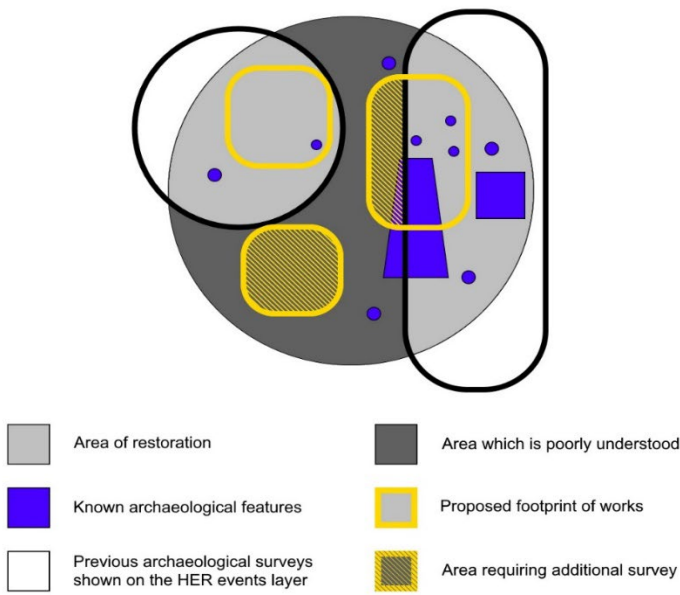 Area of restoration
Area which is poorly understood
Known archaeological features
Proposed footprint of works
Previous archaeological surveys
shown on the HER events layer
Area requiring additional survey